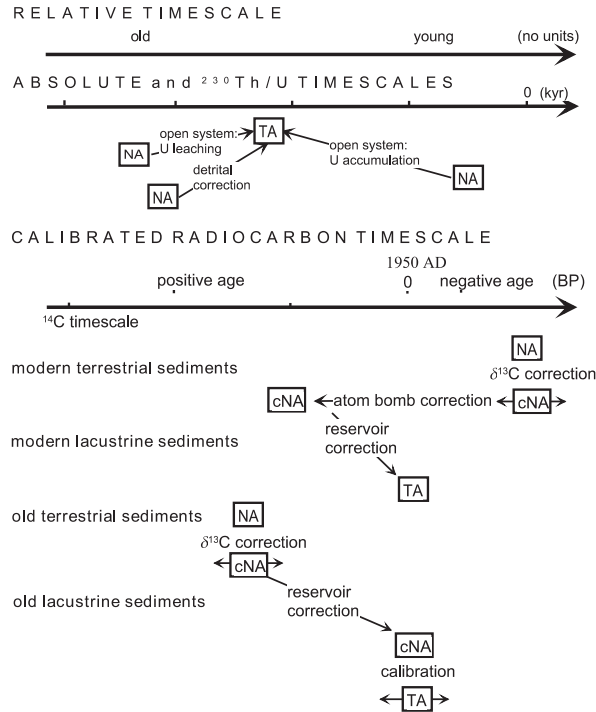 RELATIVE TIMESCALE
old young (no units)
ABSOLUTE and ²³⁰Th/U TIMESCALES
0 (kyr)
open system:
U leaching
TA
open system:
U accumulation
NA
detrital
correction
NA
NA
CALIBRATED RADIOCARBON TIMESCALE
1950 AD
positive age 0 negative age (BP)
¹⁴C timescale
NA
modern terrestrial sediments
δ¹³C correction
cNA atom bomb correction cNA
modern lacustrine sediments
reservoir
correction
TA
old terrestrial sediments NA
δ¹³C correction
cNA
old lacustrine sediments
reservoir
correction
cNA
calibration
TA